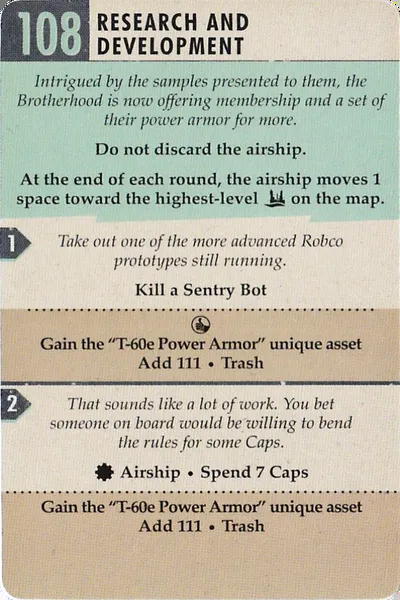 108 RESEARCH AND
DEVELOPMENT
Intrigued by the samples presented to them, the
Brotherhood is now offering membership and a set of
their power armor for more.
Do not discard the airship.
At the end of each round, the airship moves 1
space toward the highest-level on the map.
1
Take out one of the more advanced Robco
prototypes still running.
Kill a Sentry Bot
Gain the “T-60e Power Armor” unique asset
Add 111 • Trash
2
That sounds like a lot of work. You bet
someone on board would be willing to bend
the rules for some Caps.
Airship • Spend 7 Caps
Gain the “T-60e Power Armor” unique asset
Add 111 • Trash